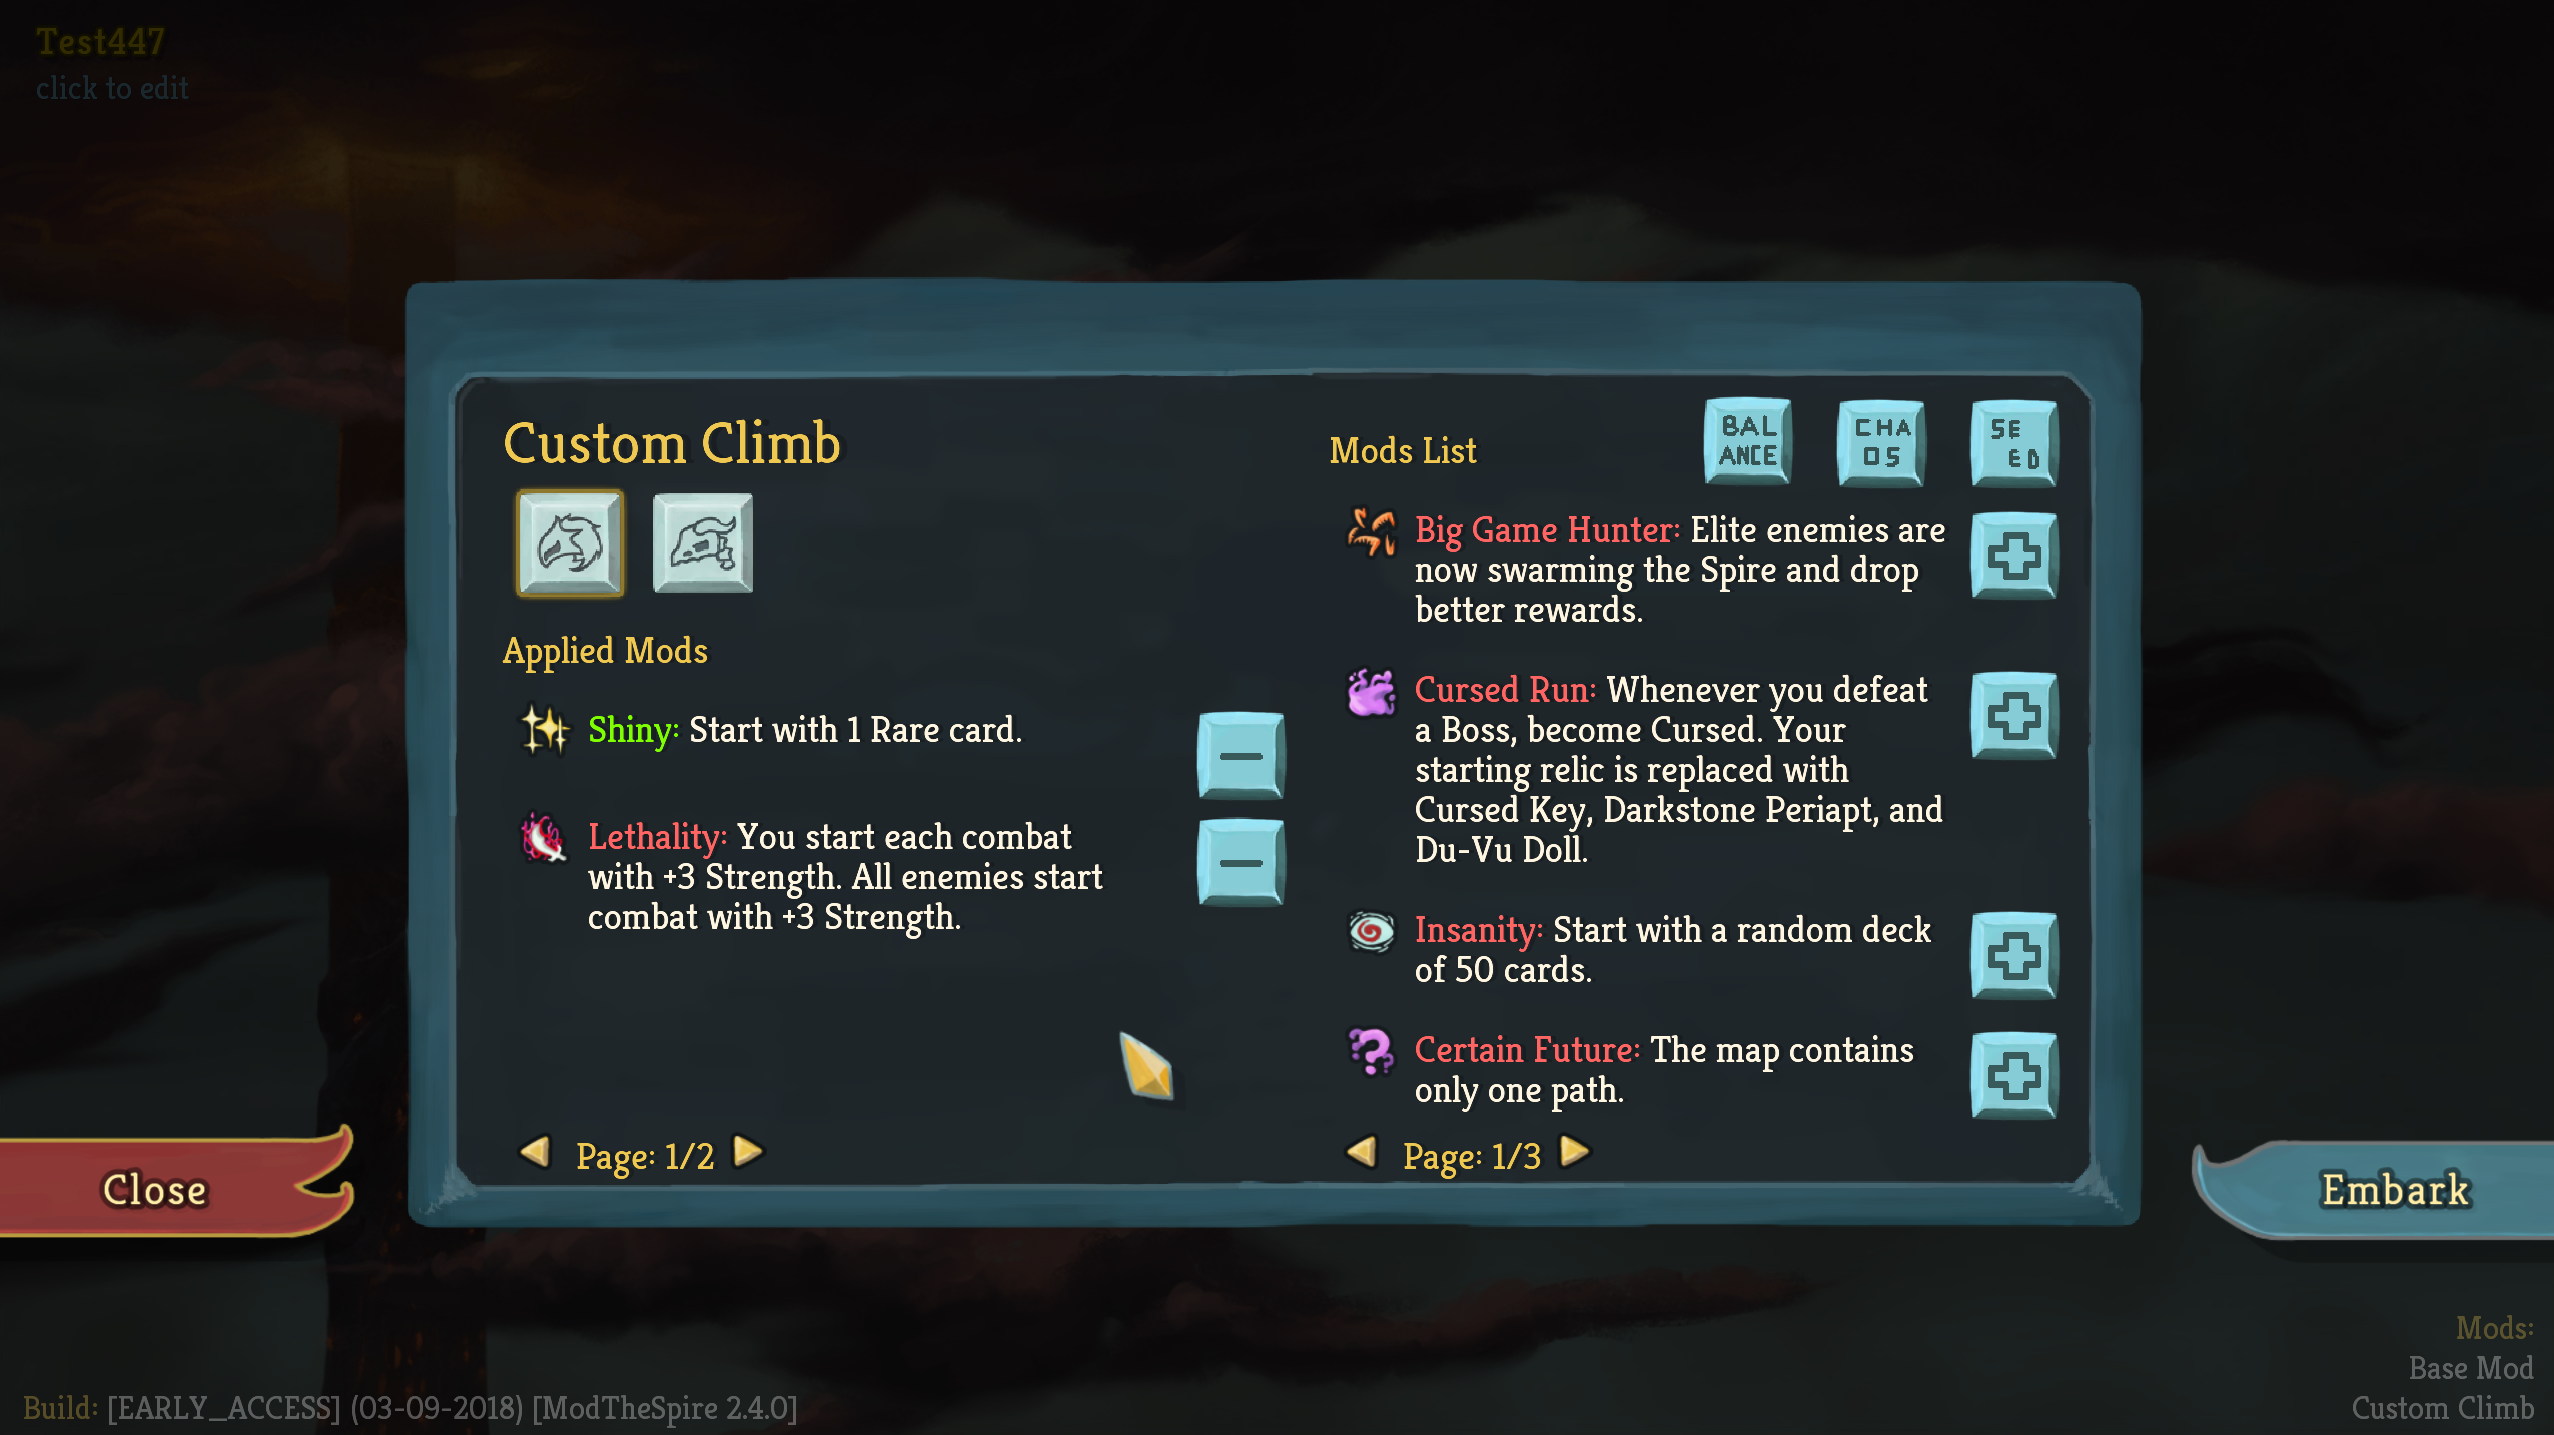 Test447
click to edit
Custom Climb
Applied Mods
Shiny: Start with 1 Rare card.
Lethality: You start each combat
with +3 Strength. All enemies start
combat with +3 Strength.
Page: 1/2
Mods List
BAL
ANCE
CHA
OS
SE
ED
Big Game Hunter: Elite enemies are
now swarming the Spire and drop
better rewards.
Cursed Run: Whenever you defeat
a Boss, become Cursed. Your
starting relic is replaced with
Cursed Key, Darkstone Periapt, and
Du-Vu Doll.
Insanity: Start with a random deck
of 50 cards.
Certain Future: The map contains
only one path.
Page: 1/3
Close
Embark
Build: [EARLY_ACCESS] (03-09-2018) [ModTheSpire 2.4.0]
Mods:
Base Mod
Custom Climb